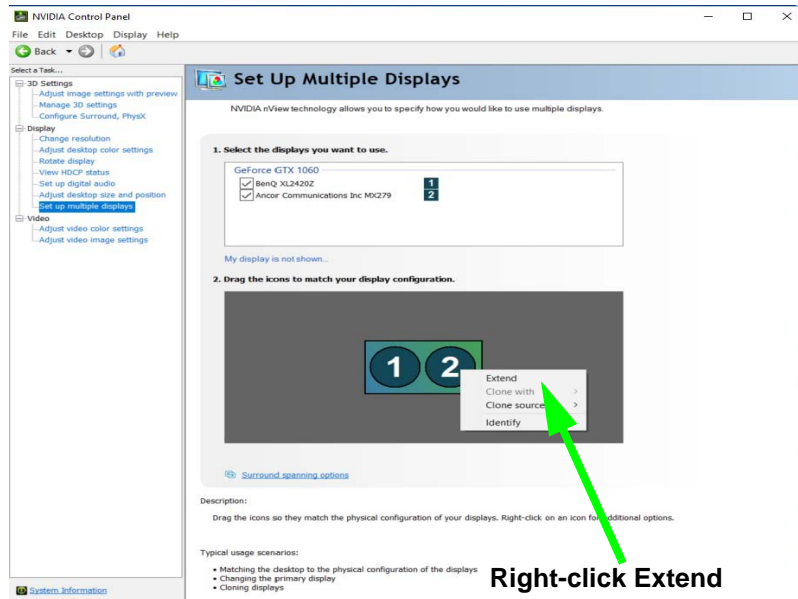 NVIDIA Control Panel
File Edit Desktop Display Help
Back
Select a Task...
3D Settings
Adjust image settings with preview
Manage 3D settings
Configure Surround, PhysX
Display
Change resolution
Adjust desktop color settings
Rotate display
View HDCP status
Set up digital audio
Adjust desktop size and position
Set up multiple displays
Video
Adjust video color settings
Adjust video image settings
System Information
Set Up Multiple Displays
NVIDIA nView technology allows you to specify how you would like to use multiple displays.
1. Select the displays you want to use.
GeForce GTX 1060
BenQ XL2420Z 1
Ancor Communications Inc MX279 2
My display is not shown...
2. Drag the icons to match your display configuration.
1 2
Extend
Clone with
Clone source
Identify
Surround spanning options
Description:
Drag the icons so they match the physical configuration of your displays. Right-click on an icon for additional options.
Typical usage scenarios:
• Matching the desktop to the physical configuration of the displays
• Changing the primary display
• Cloning displays
Right-click Extend